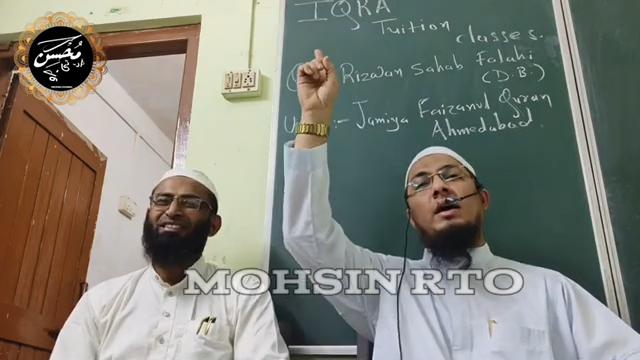 IQRA
Tuition classes.
Rizwan Sahab Falahi
(D.B.)
:- Jamiya Faizanul Quran
Ahmedabad.
محسن
MOHSIN RTO